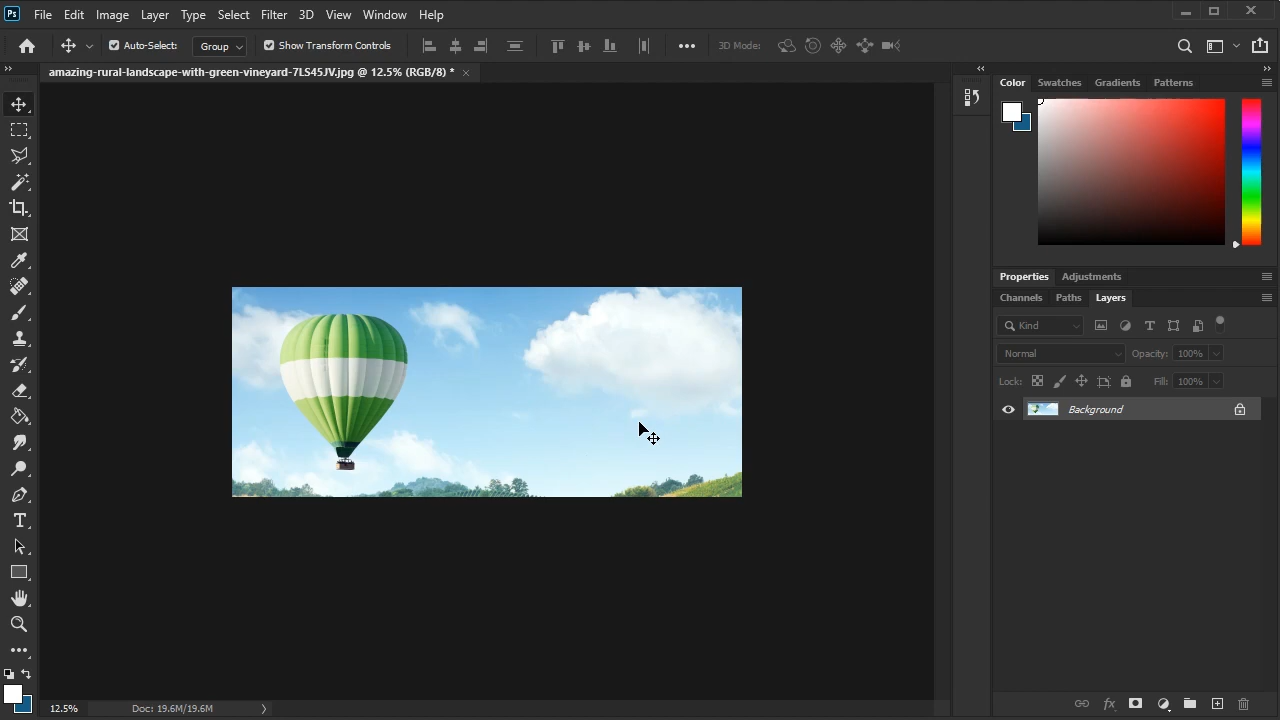 Ps File Edit Image Layer Type Select Filter 3D View Window Help
Auto-Select: Group Show Transform Controls 3D Mode:
amazing-rural-landscape-with-green-vineyard-7LS45JV.jpg @ 12.5% (RGB/8) *
Color Swatches Gradients Patterns
Properties Adjustments
Channels Paths Layers
Kind
Normal Opacity: 100%
Lock: Fill: 100%
Background
12.5% Doc: 19.6M/19.6M